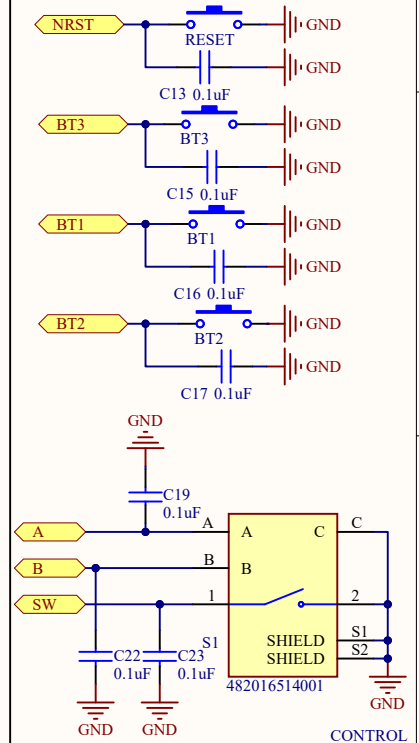 NRST
RESET
GND
C13 0.1uF
GND
BT3
BT3
GND
C15 0.1uF
GND
BT1
BT1
GND
C16 0.1uF
GND
BT2
BT2
GND
C17 0.1uF
GND
GND
C19
0.1uF
A
A
A
C
C
B
B
B
SW
1
2
SHIELD
S1
SHIELD
S2
S1
482016514001
C22
0.1uF
C23
0.1uF
GND
GND
GND
CONTROL